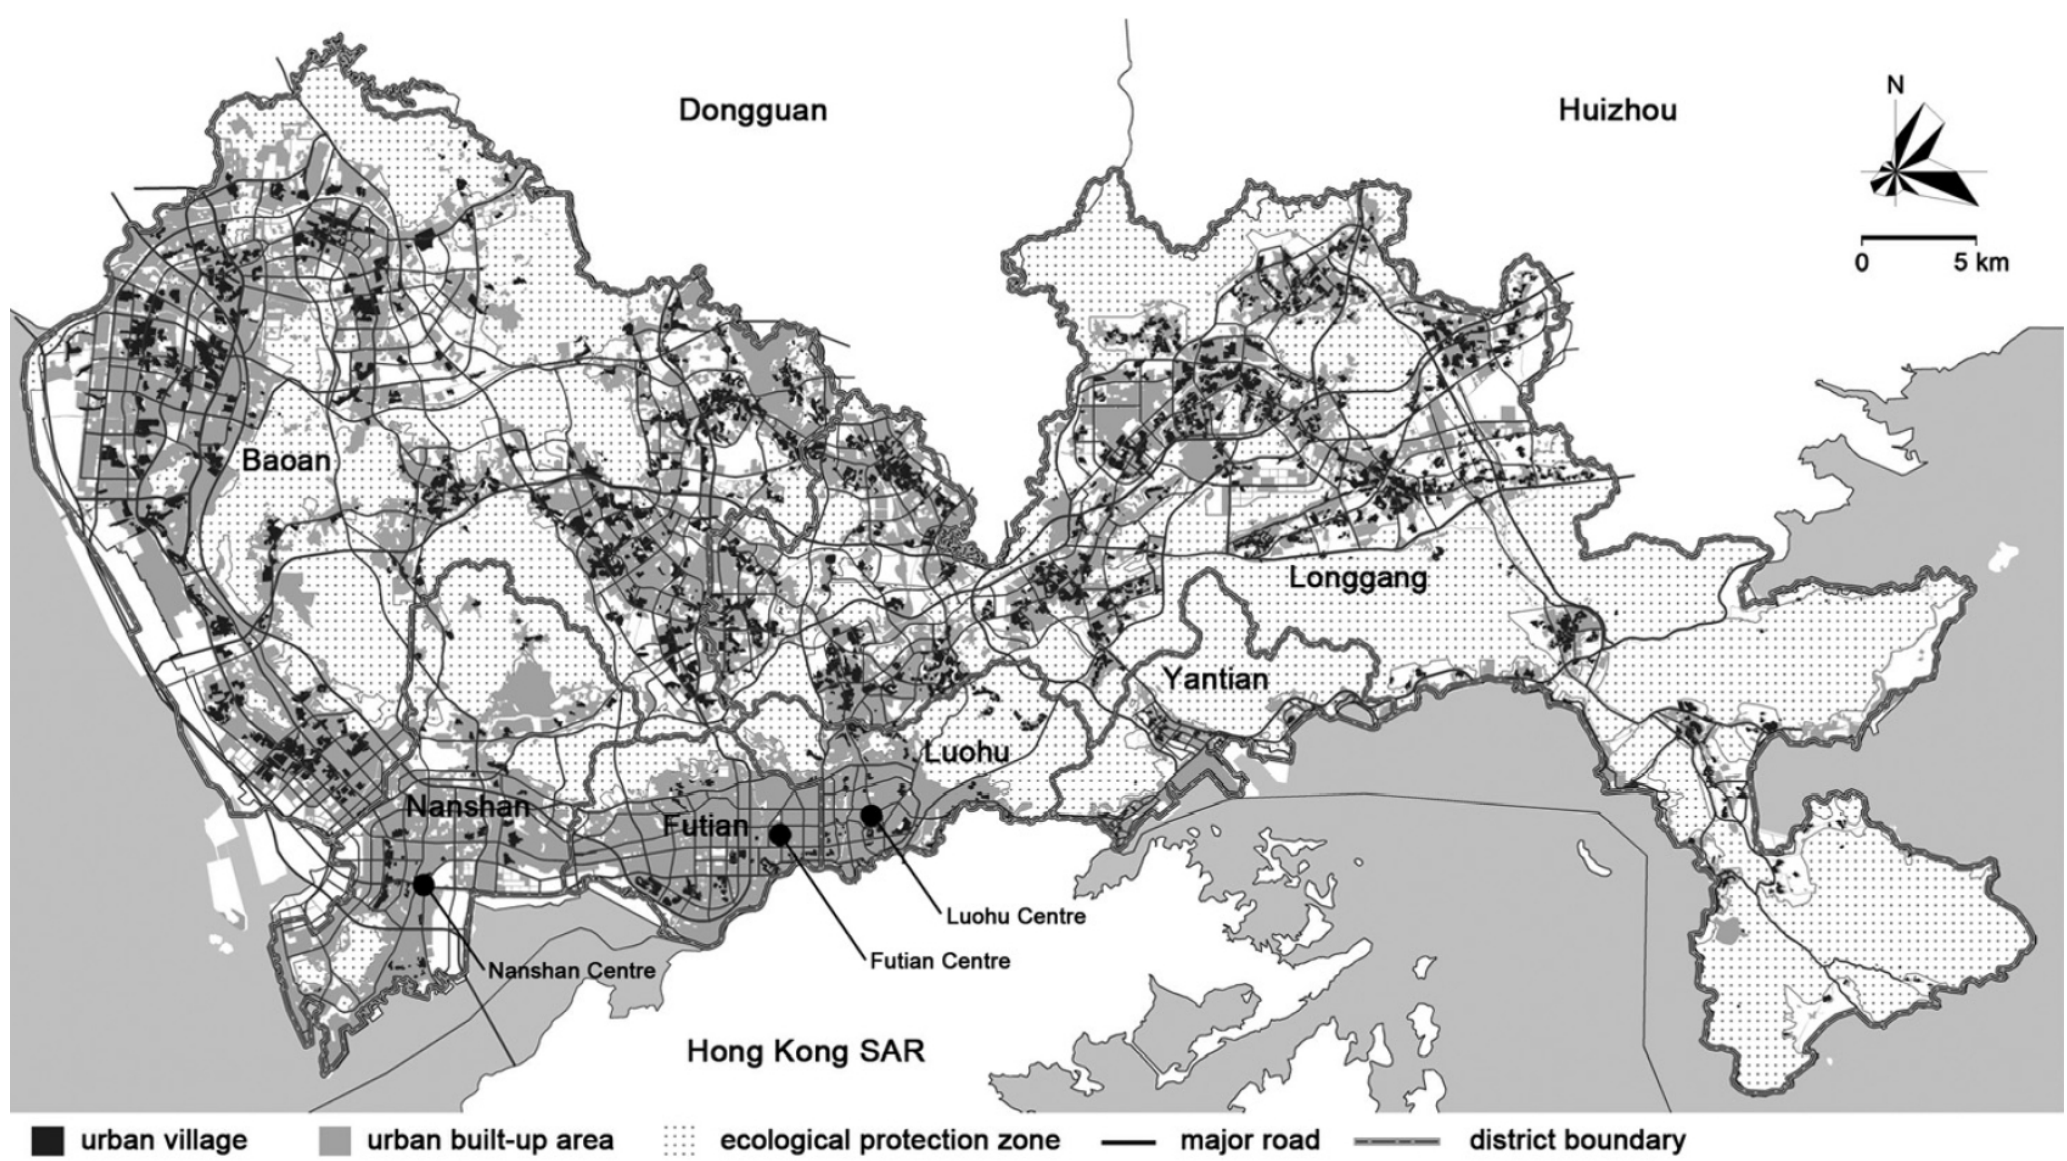 Dongguan
Huizhou
N
0 5 km
Baoan
Longgang
Yantian
Luohu
Nanshan
Futian
Luohu Centre
Futian Centre
Nanshan Centre
Hong Kong SAR
urban village urban built-up area ecological protection zone major road district boundary